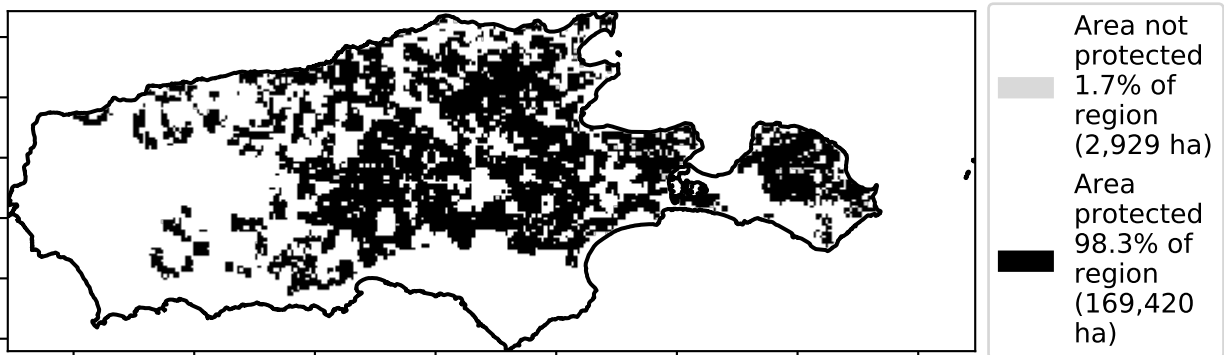 Area not
protected
1.7% of
region
(2,929 ha)
Area
protected
98.3% of
region
(169,420
ha)